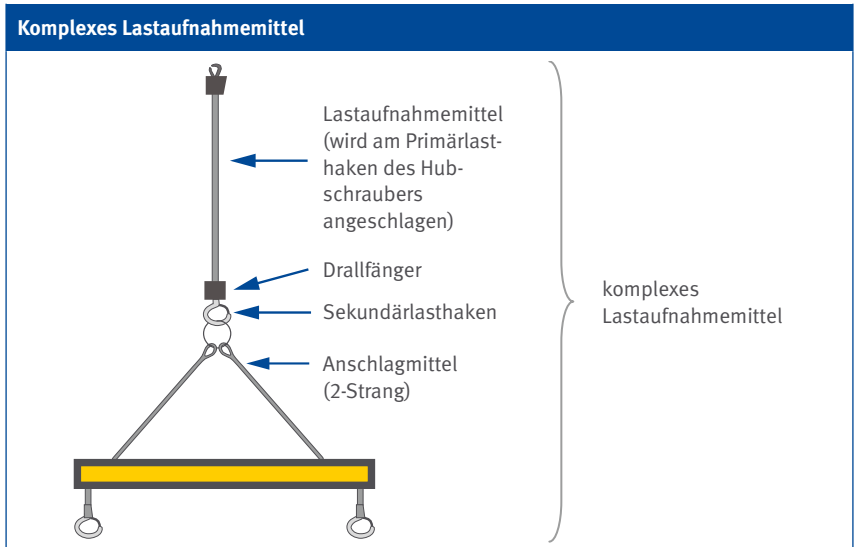 Komplexes Lastaufnahmemittel
Lastaufnahmemittel
(wird am Primärlast-
haken des Hub-
schraubers
angeschlagen)
Drallfänger
Sekundärlasthaken
Anschlagmittel
(2-Strang)
komplexes
Lastaufnahmemittel